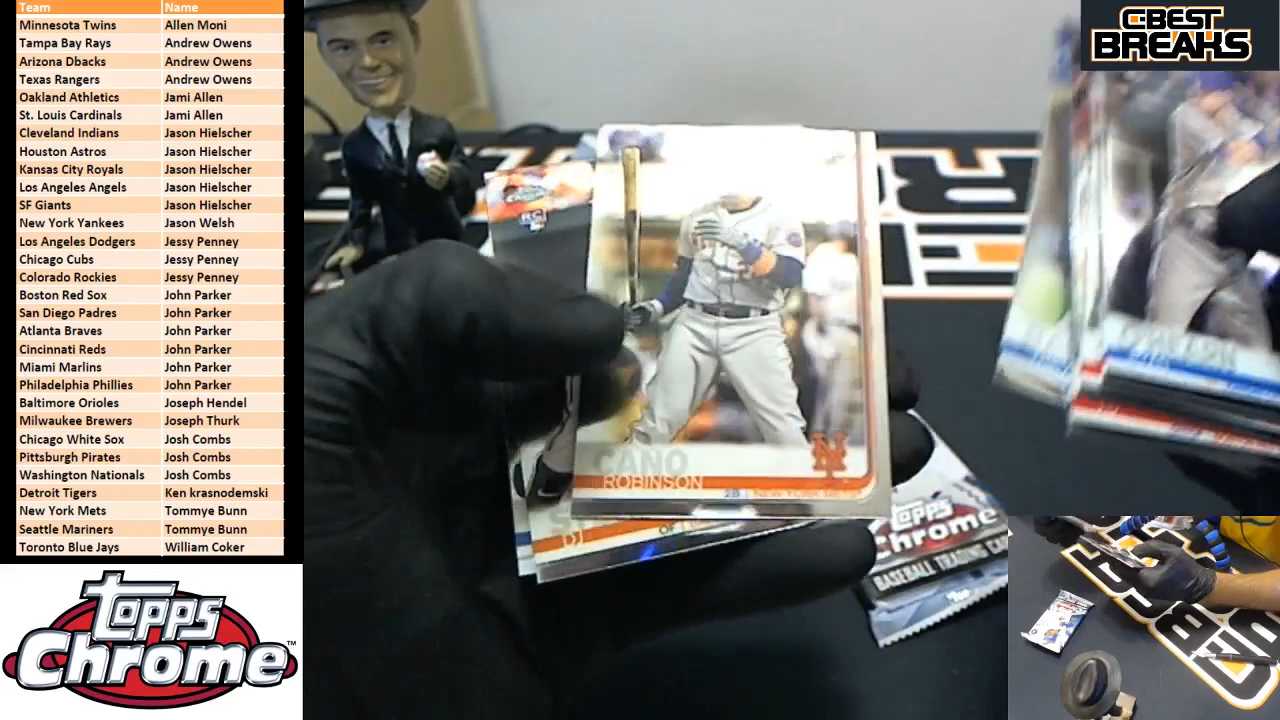 Team Name
Minnesota Twins Allen Moni
Tampa Bay Rays Andrew Owens
Arizona Dbacks Andrew Owens
Texas Rangers Andrew Owens
Oakland Athletics Jami Allen
St. Louis Cardinals Jami Allen
Cleveland Indians Jason Hielscher
Houston Astros Jason Hielscher
Kansas City Royals Jason Hielscher
Los Angeles Angels Jason Hielscher
SF Giants Jason Hielscher
New York Yankees Jason Welsh
Los Angeles Dodgers Jessy Penney
Chicago Cubs Jessy Penney
Colorado Rockies Jessy Penney
Boston Red Sox John Parker
San Diego Padres John Parker
Atlanta Braves John Parker
Cincinnati Reds John Parker
Miami Marlins John Parker
Philadelphia Phillies John Parker
Baltimore Orioles Joseph Hendel
Milwaukee Brewers Joseph Thurk
Chicago White Sox Josh Combs
Pittsburgh Pirates Josh Combs
Washington Nationals Josh Combs
Detroit Tigers Ken krasnodemski
New York Mets Tommye Bunn
Seattle Mariners Tommye Bunn
Toronto Blue Jays William Coker
Topps
Chrome™
C-BEST
BREAKS
RC
CANO
ROBINSON
2B NEW YORK METS
NY
DJ
Topps
Chrome
BASEBALL TRADING